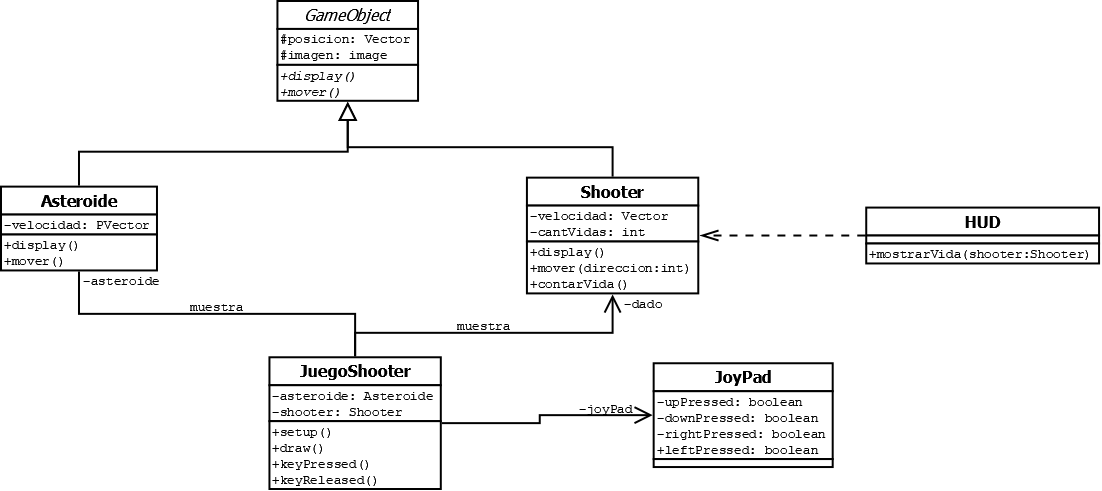 GameObject
#posicion: Vector
#imagen: image
+display()
+mover()
Asteroide
-velocidad: PVector
+display()
+mover()
Shooter
-velocidad: Vector
-cantVidas: int
+display()
+mover(direccion:int)
+contarVida()
HUD
+mostrarVida(shooter:Shooter)
-asteroide
muestra
-dado
muestra
JuegoShooter
-asteroide: Asteroide
-shooter: Shooter
+setup()
+draw()
+keyPressed()
+keyReleased()
-joyPad
JoyPad
-upPressed: boolean
-downPressed: boolean
-rightPressed: boolean
+leftPressed: boolean